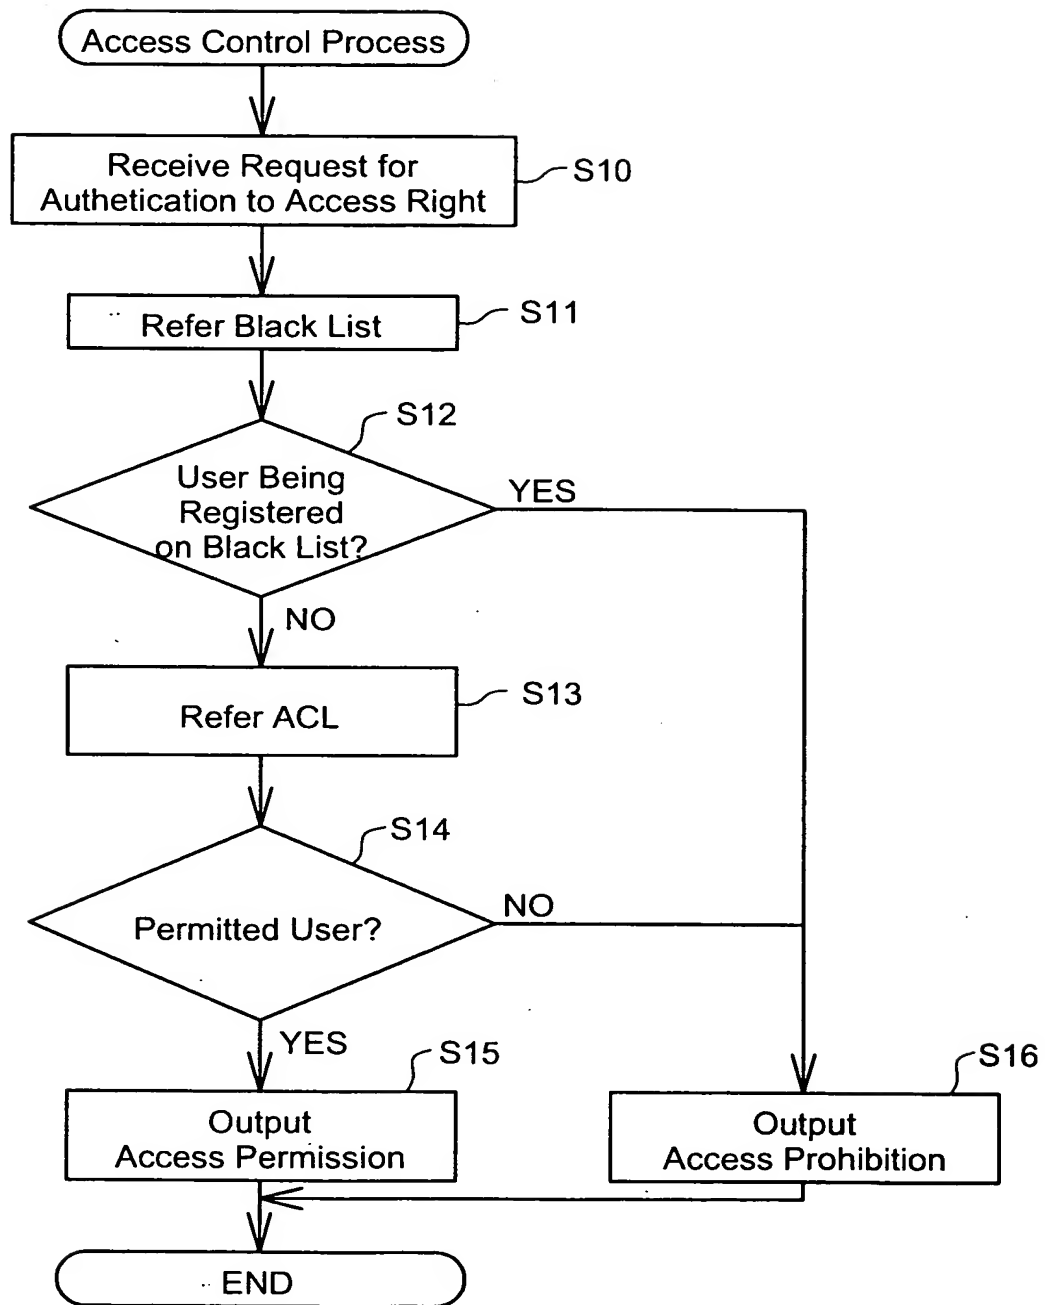 Access Control Process
Receive Request for
Authetication to Access Right
S10
Refer Black List
S11
S12
User Being
Registered
on Black List?
YES
NO
Refer ACL
S13
S14
Permitted User?
NO
YES
S15
Output
Access Permission
S16
Output
Access Prohibition
END